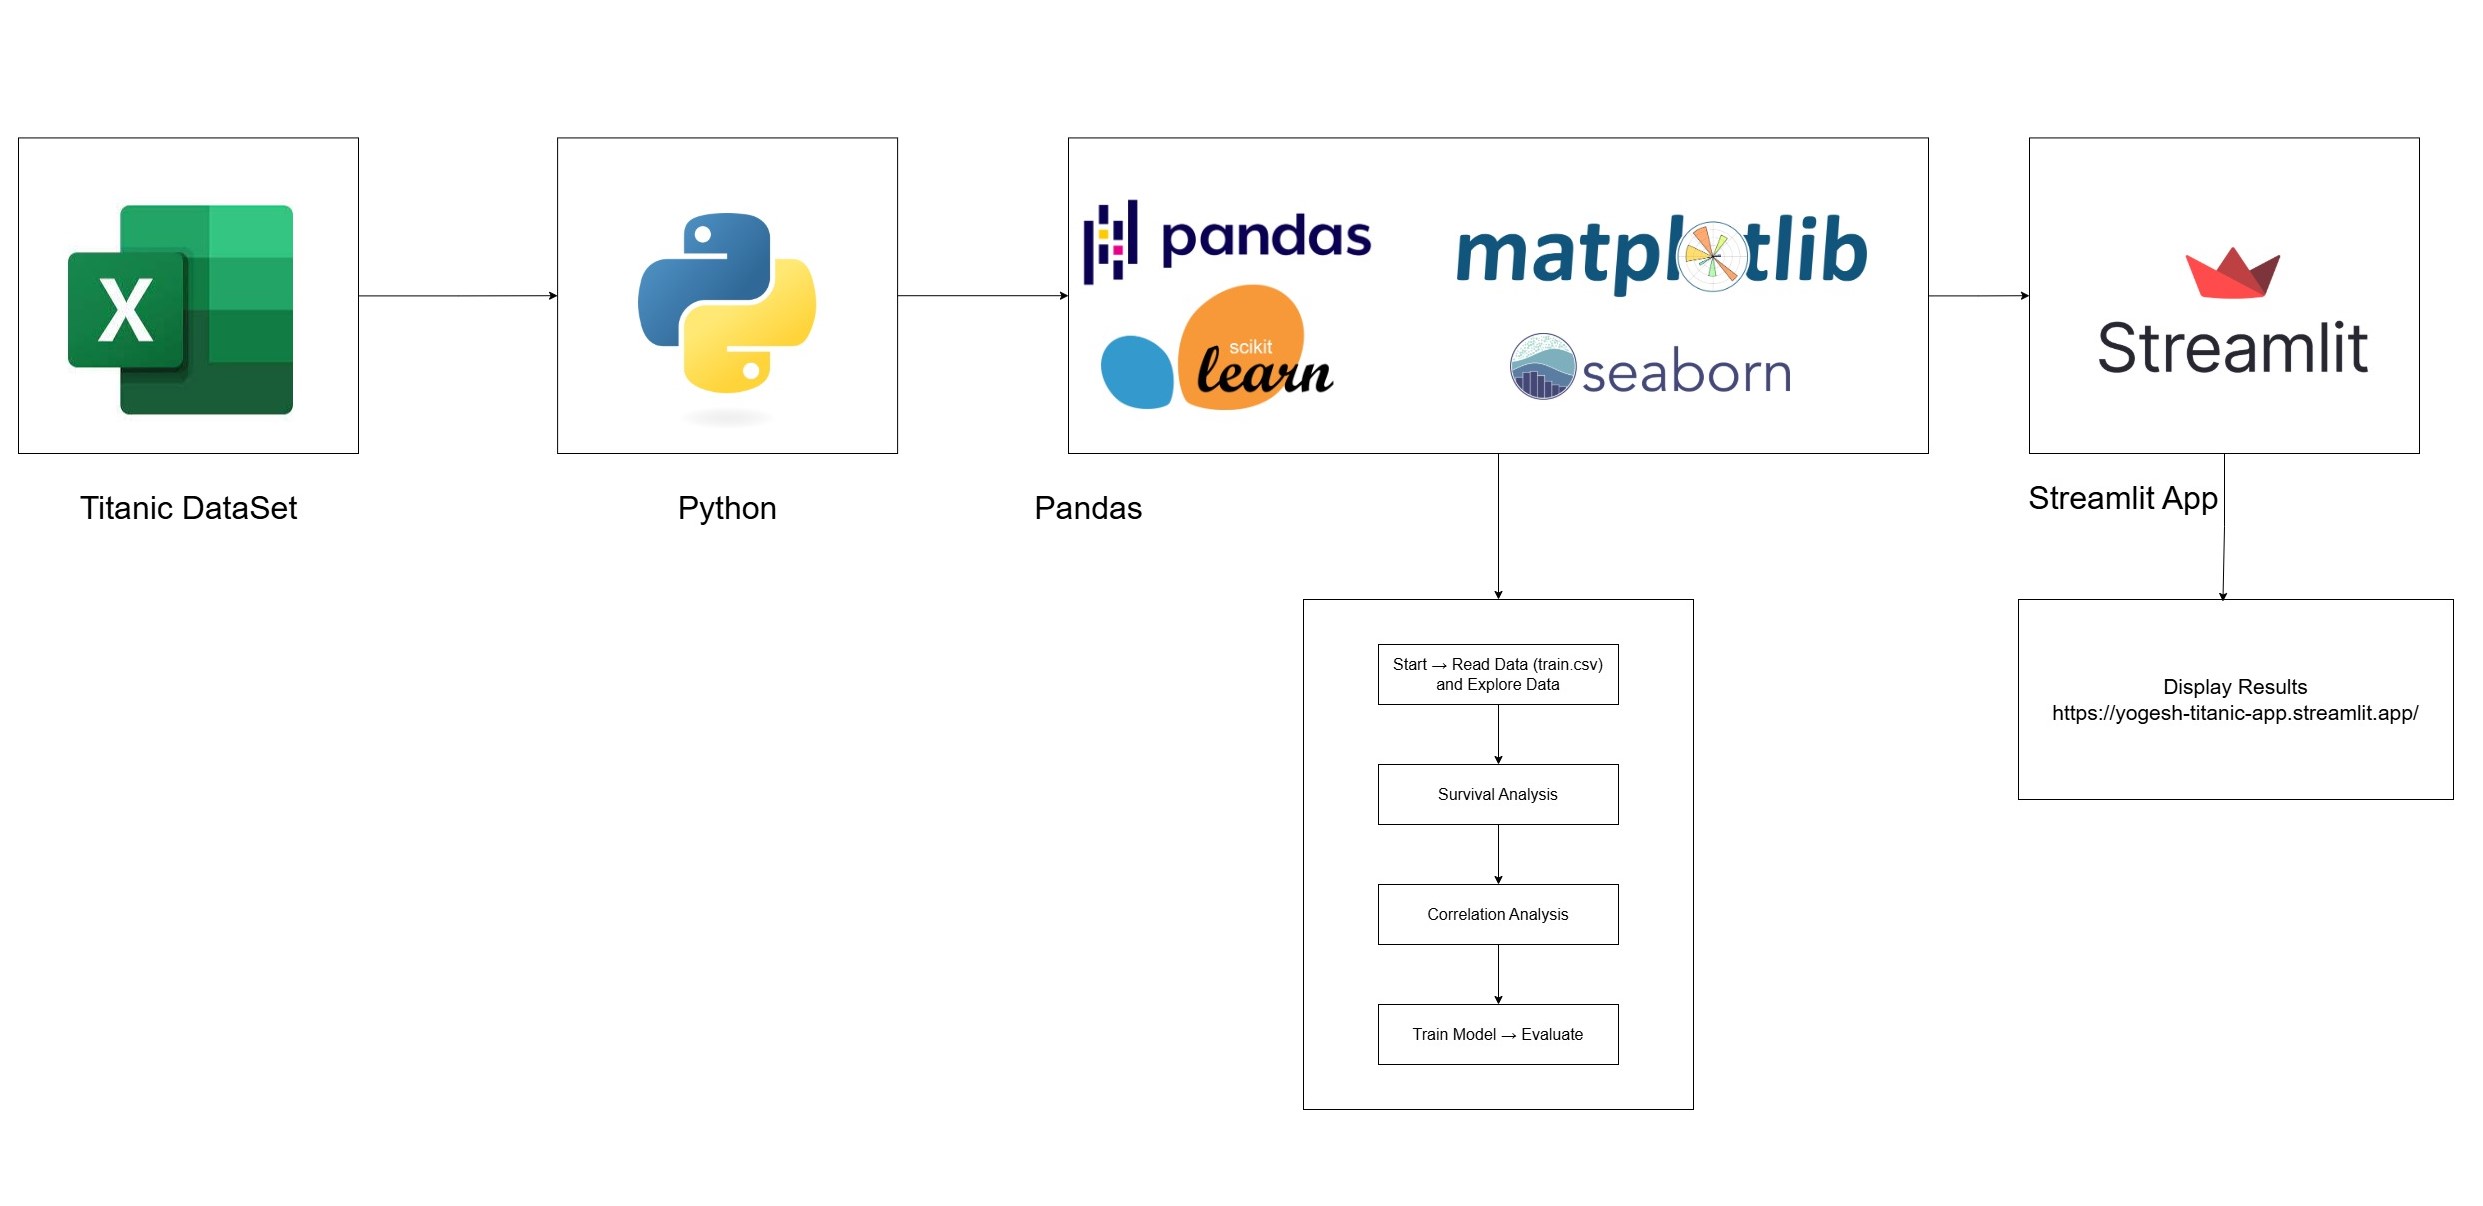 X
pandas
matplotlib
scikit
learn
seaborn
Streamlit
Titanic DataSet
Python
Pandas
Streamlit App
Start → Read Data (train.csv)
and Explore Data
Survival Analysis
Correlation Analysis
Train Model → Evaluate
Display Results
https://yogesh-titanic-app.streamlit.app/